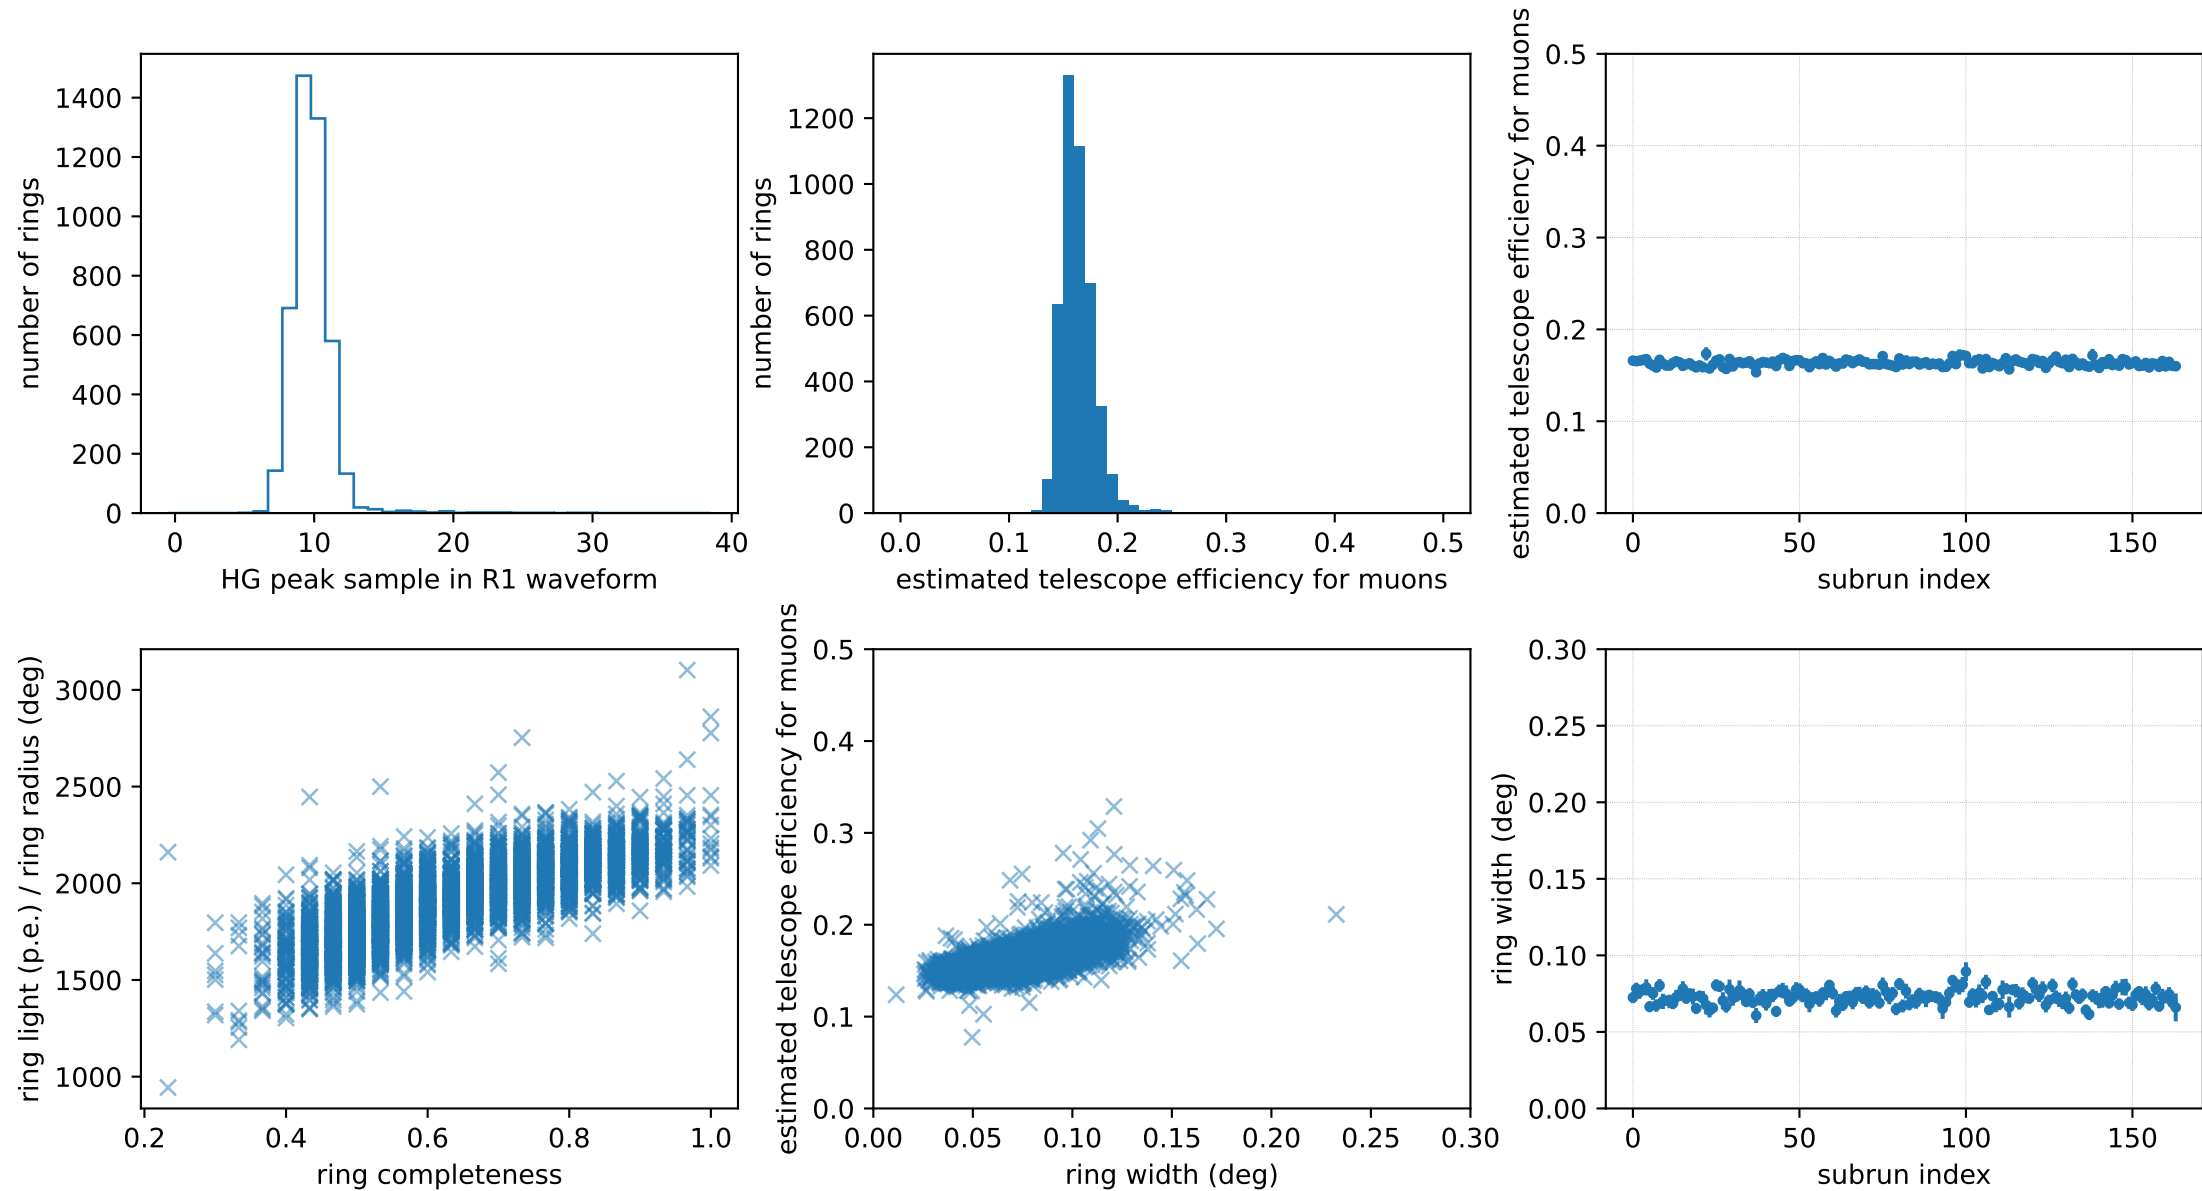 number of rings
1400
1200
1000
800
600
400
200
0
0 10 20 30 40
HG peak sample in R1 waveform
number of rings
1200
1000
800
600
400
200
0
0.0 0.1 0.2 0.3 0.4 0.5
estimated telescope efficiency for muons
estimated telescope efficiency for muons
0.5
0.4
0.3
0.2
0.1
0.0
0 50 100 150
subrun index
ring light (p.e.) / ring radius (deg)
3000
2500
2000
1500
1000
0.2 0.4 0.6 0.8 1.0
ring completeness
estimated telescope efficiency for muons
0.5
0.4
0.3
0.2
0.1
0.0
0.00 0.05 0.10 0.15 0.20 0.25 0.30
ring width (deg)
ring width (deg)
0.30
0.25
0.20
0.15
0.10
0.05
0.00
0 50 100 150
subrun index